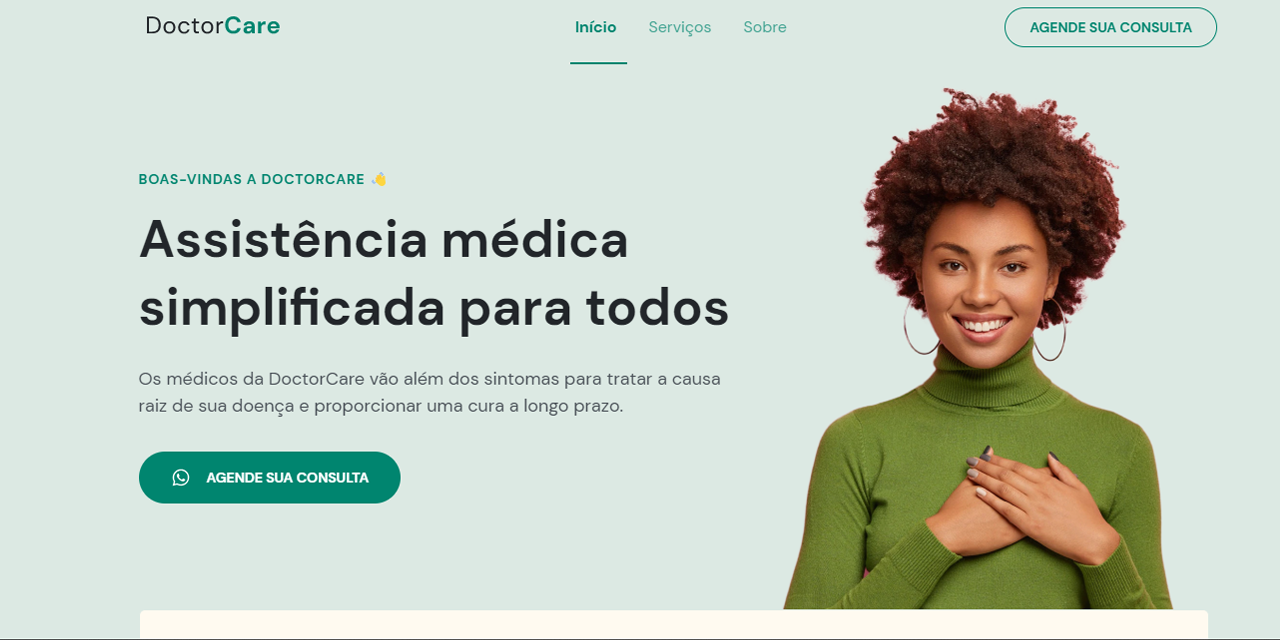 DoctorCare
Início
Serviços
Sobre
AGENDE SUA CONSULTA
BOAS-VINDAS A DOCTORCARE 👋
Assistência médica
simplificada para todos
Os médicos da DoctorCare vão além dos sintomas para tratar a causa
raiz de sua doença e proporcionar uma cura a longo prazo.
AGENDE SUA CONSULTA